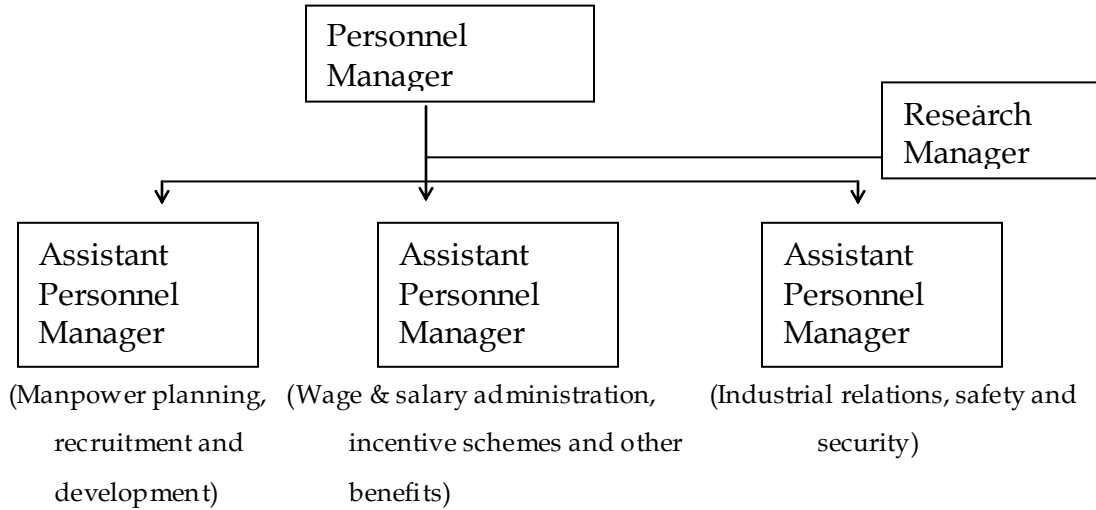 Personnel
Manager
Research
Manager
Assistant
Personnel
Manager
Assistant
Personnel
Manager
Assistant
Personnel
Manager
(Manpower planning,
recruitment and
development)
(Wage & salary administration,
incentive schemes and other
benefits)
(Industrial relations, safety and
security)